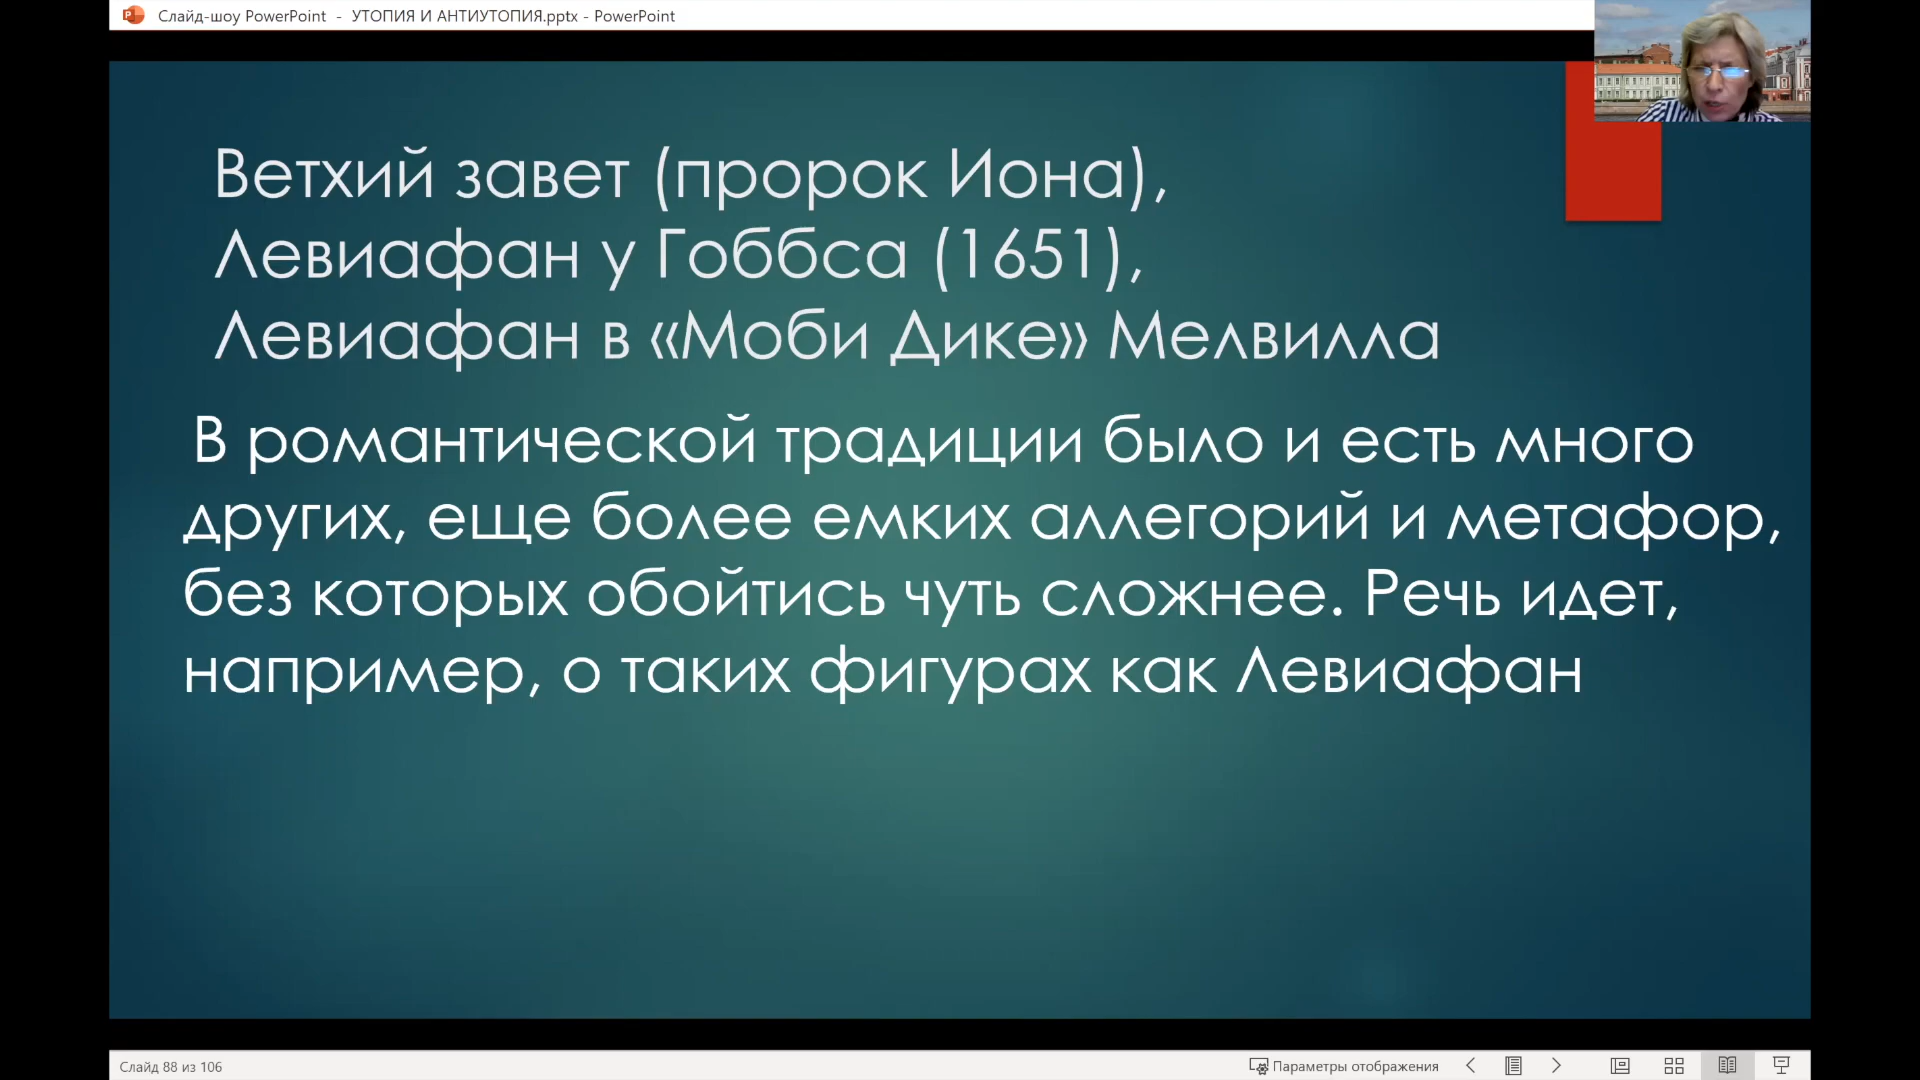 Слайд-шоу PowerPoint - УТОПИЯ И АНТИУТОПИЯ.pptx - PowerPoint
Ветхий завет (пророк Иона),
Левиафан у Гоббса (1651),
Левиафан в «Моби Дике» Мелвилла
В романтической традиции было и есть много
других, еще более емких аллегорий и метафор,
без которых обойтись чуть сложнее. Речь идет,
например, о таких фигурах как Левиафан
Слайд 88 из 106
Параметры отображения